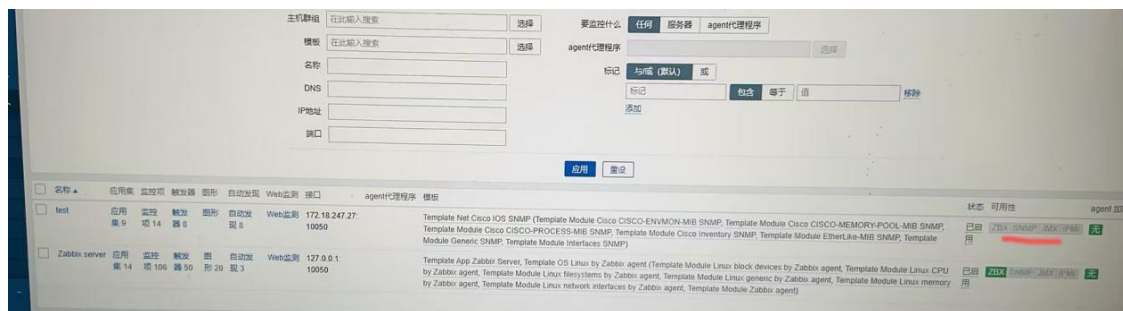 主机群组 在此输入搜索 选择 要监控什么 任何 服务器 agent代理程序
模板 在此输入搜索 选择 agent代理程序 选择
名称 标记 与/或 (默认) 或
DNS 标记 包含 等于 值 移除
IP地址 添加
端口
应用 重设
名称 应用集 监控项 触发器 图形 自动发现 Web监测 接口 agent代理程序 模板 状态 可用性 agent 加
test 应用 监控 触发 图形 自动发 Web监测 172.18.247.27: Template Net Cisco IOS SNMP (Template Module Cisco CISCO-ENVMON-MIB SNMP, Template Module Cisco CISCO-MEMORY-POOL-MIB SNMP, 已启 ZBX SNMP JMX IPMI 无
集 9 项 14 器 8 现 8 10050 Template Module Cisco CISCO-PROCESS-MIB SNMP, Template Module Cisco Inventory SNMP, Template Module EtherLike-MIB SNMP, Template 用
Module Generic SNMP, Template Module Interfaces SNMP)
Zabbix server 应用 监控 触发 图 自动发 Web监测 127.0.0.1: Template App Zabbix Server, Template OS Linux by Zabbix agent (Template Module Linux block devices by Zabbix agent, Template Module Linux CPU 已启 ZBX SNMP JMX IPMI 无
集 14 项 106 器 50 形 20 现 3 10050 by Zabbix agent, Template Module Linux filesystems by Zabbix agent, Template Module Linux generic by Zabbix agent, Template Module Linux memory 用
by Zabbix agent, Template Module Linux network interfaces by Zabbix agent, Template Module Zabbix agent)